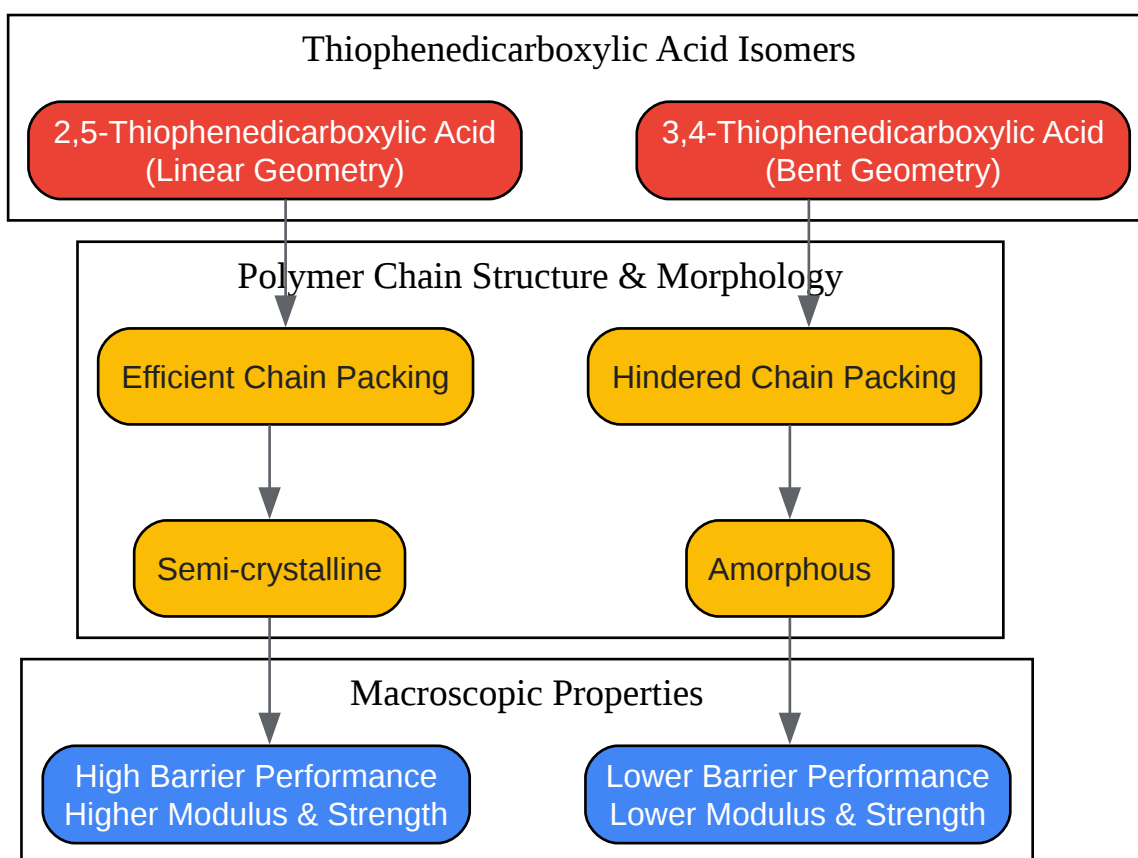 Thiophenedicarboxylic Acid Isomers
2,5-Thiophenedicarboxylic Acid
(Linear Geometry)
3,4-Thiophenedicarboxylic Acid
(Bent Geometry)
Polymer Chain Structure & Morphology
Efficient Chain Packing
Hindered Chain Packing
Semi-crystalline
Amorphous
Macroscopic Properties
High Barrier Performance
Higher Modulus & Strength
Lower Barrier Performance
Lower Modulus & Strength